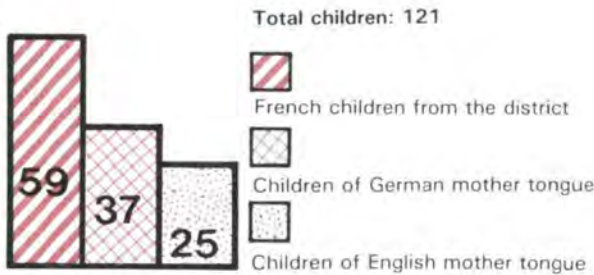 Total children: 121
French children from the district
Children of German mother tongue
Children of English mother tongue
59
37
25